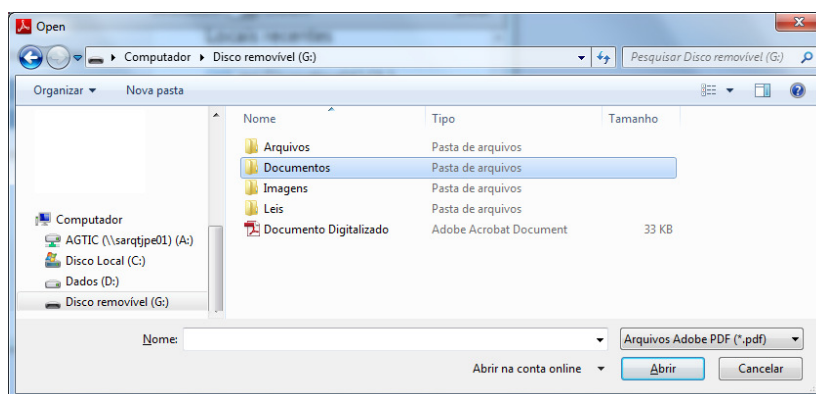 Open
Locais recentes
Computador Disco removível (G:) Pesquisar Disco removível (G:)
Organizar Nova pasta
Nome Tipo Tamanho
Arquivos Pasta de arquivos
Documentos Pasta de arquivos
Imagens Pasta de arquivos
Leis Pasta de arquivos
Documento Digitalizado Adobe Acrobat Document 33 KB
Computador
AGTIC (\\sarqtjpe01) (A:)
Disco Local (C:)
Dados (D:)
Disco removível (G:)
Nome: Arquivos Adobe PDF (*.pdf)
Abrir na conta online Abrir Cancelar